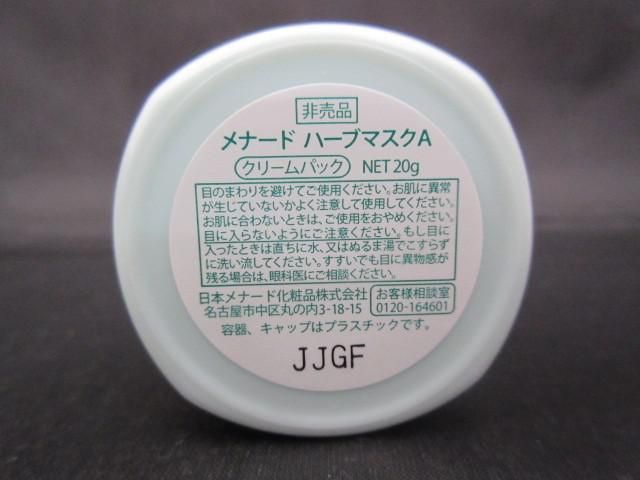 非売品
メナード ハーブマスクA
クリームパック NET 20g
目のまわりを避けてご使用ください。お肌に異常
が生じていないかよく注意して使用してください。
お肌に合わないときは、ご使用をおやめください。
目に入らないようにご注意ください。もし目に
入ったときは直ちに水、又はぬるま湯でこすらず
に洗い流してください。すすいでも目に異物感が
残る場合は、眼科医にご相談ください。
日本メナード化粧品株式会社 お客様相談室
名古屋市中区丸の内3-18-15 0120-164601
容器、キャップはプラスチックです。
JJGF